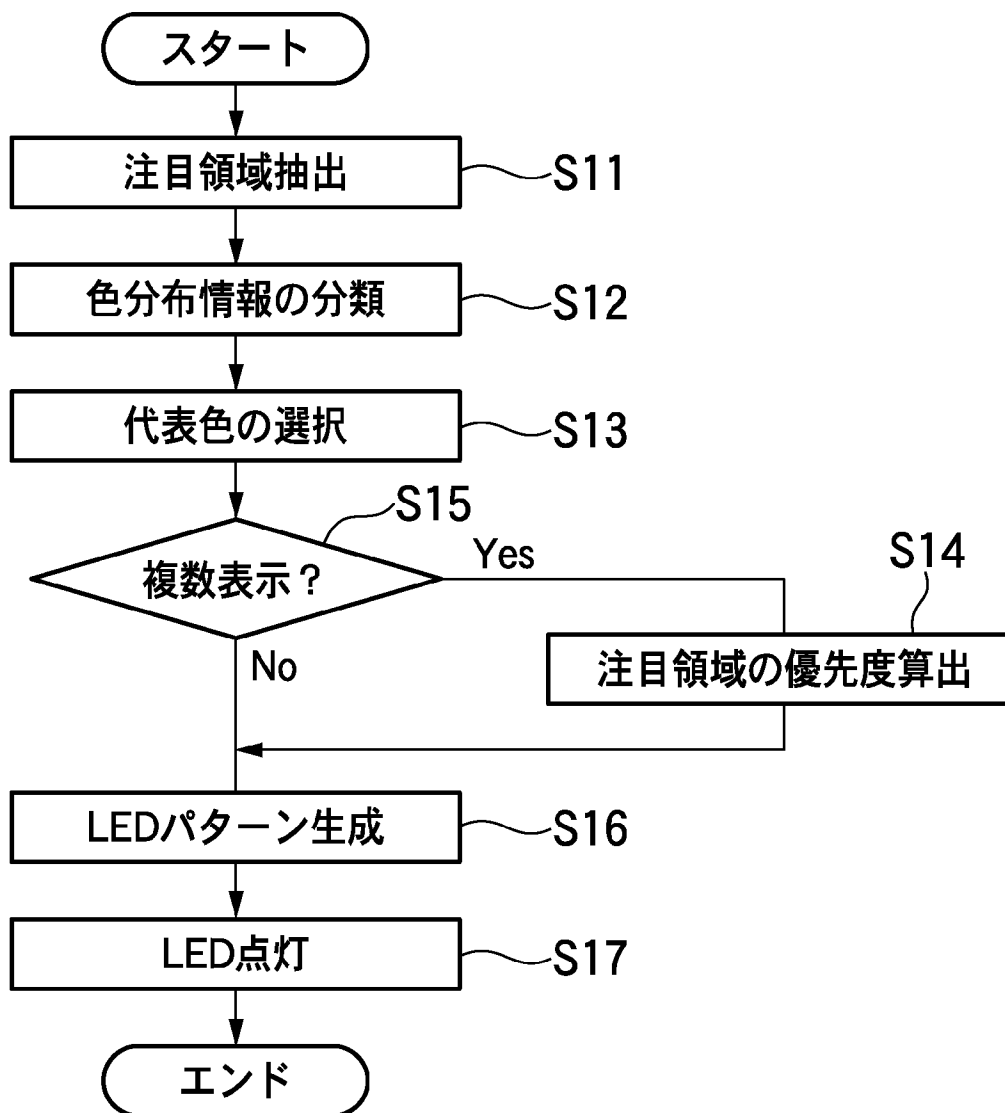 スタート
注目領域抽出
S11
色分布情報の分類
S12
代表色の選択
S13
S15
複数表示？
Yes
S14
No
注目領域の優先度算出
LEDパターン生成
S16
LED点灯
S17
エンド